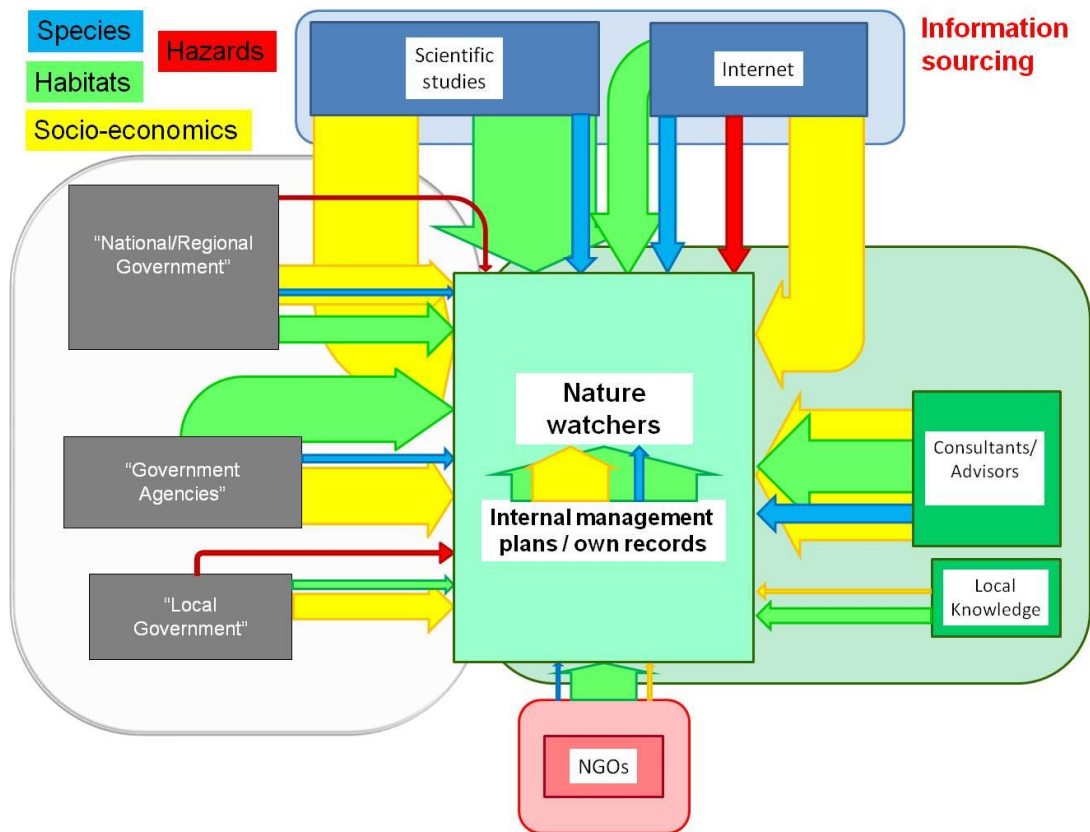 Species
Hazards
Habitats
Socio-economics
Scientific
studies
Internet
Information
sourcing
“National/Regional
Government”
“Government
Agencies”
“Local
Government”
Nature
watchers
Internal management
plans / own records
Consultants/
Advisors
Local
Knowledge
NGOs